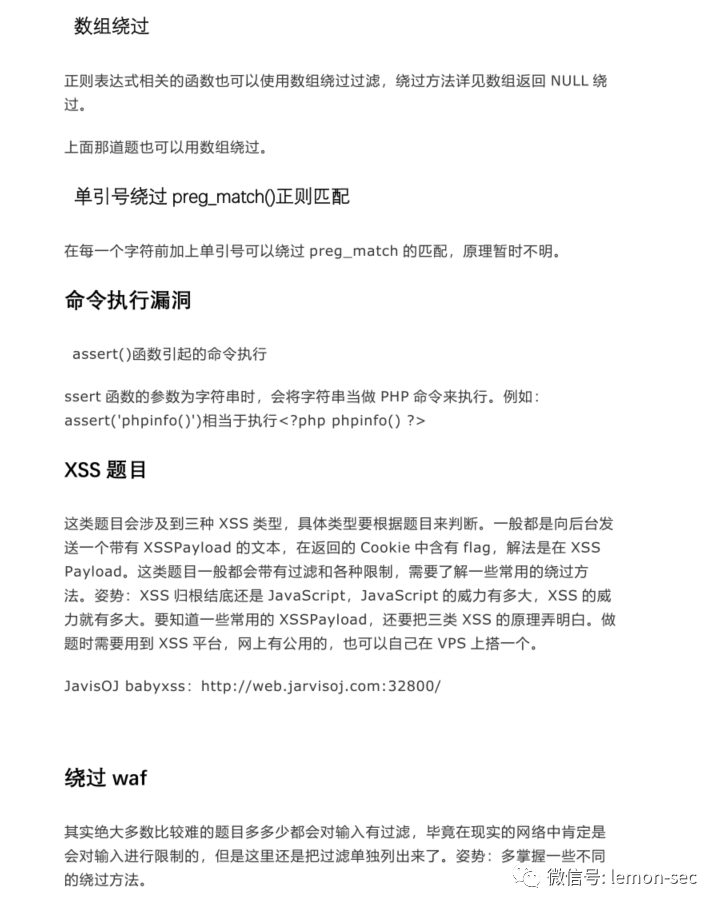 数组绕过
正则表达式相关的函数也可以使用数组绕过过滤，绕过方法详见数组返回 NULL 绕
过。
上面那道题也可以用数组绕过。
单引号绕过 preg_match()正则匹配
在每一个字符前加上单引号可以绕过 preg_match 的匹配，原理暂时不明。
命令执行漏洞
assert()函数引起的命令执行
ssert 函数的参数为字符串时，会将字符串当做 PHP 命令来执行。例如：
assert('phpinfo()')相当于执行<?php phpinfo() ?>
XSS 题目
这类题目会涉及到三种 XSS 类型，具体类型要根据题目来判断。一般都是向后台发
送一个带有 XSSPayload 的文本，在返回的 Cookie 中含有 flag，解法是在 XSS
Payload。这类题目一般都会带有过滤和各种限制，需要了解一些常用的绕过方
法。姿势：XSS 归根结底还是 JavaScript，JavaScript 的威力有多大，XSS 的威
力就有多大。要知道一些常用的 XSSPayload，还要把三类 XSS 的原理弄明白。做
题时需要用到 XSS 平台，网上有公用的，也可以自己在 VPS 上搭一个。
JavisOJ babyxss：http://web.jarvisoj.com:32800/
绕过 waf
其实绝大多数比较难的题目多多少都会对输入有过滤，毕竟在现实的网络中肯定是
会对输入进行限制的，但是这里还是把过滤单独列出来了。姿势：多掌握一些不同
的绕过方法。
微信号: lemon-sec